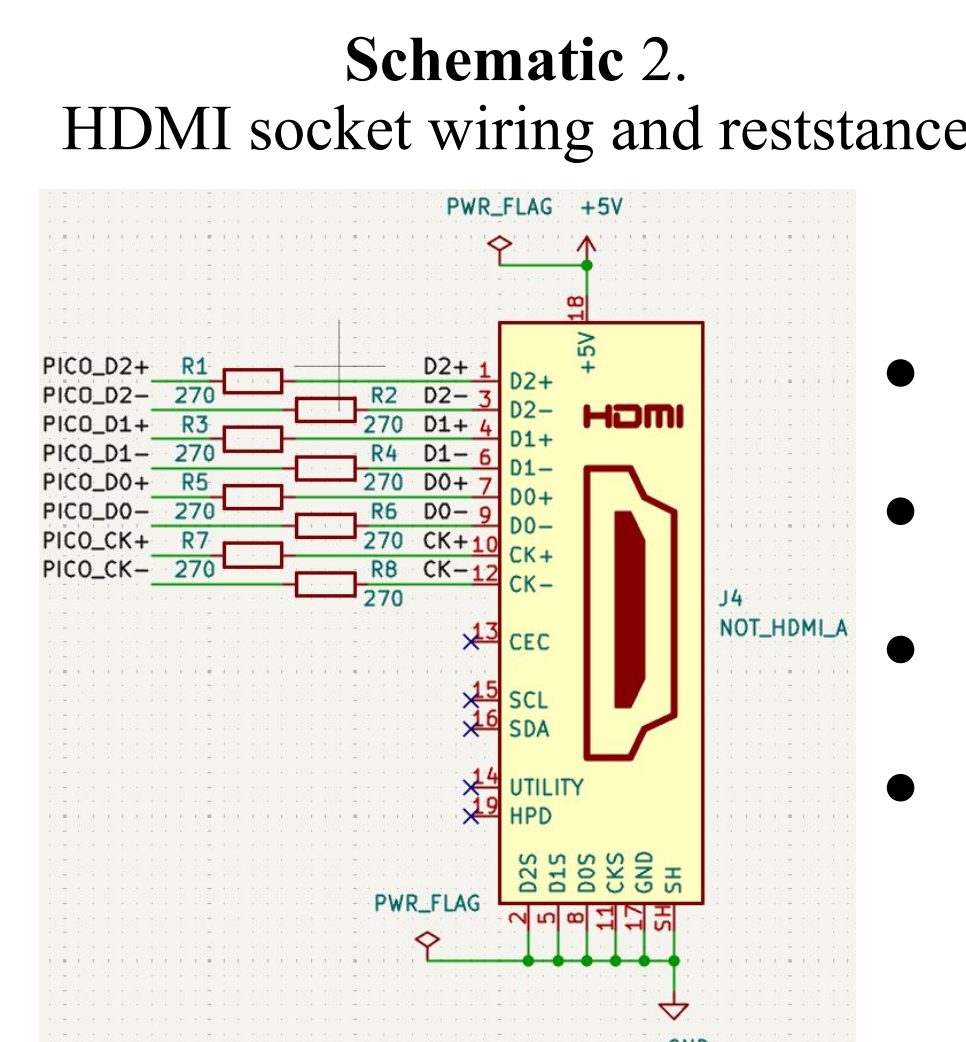 Schematic 2.
HDMI socket wiring and reststance
PWR_FLAG +5V
18
+5V
PICO_D2+ R1 D2+ 1 D2+
PICO_D2- 270 R2 D2- 3 D2-
PICO_D1+ R3 270 D1+ 4 D1+
PICO_D1- 270 R4 D1- 6 D1-
PICO_D0+ R5 270 D0+ 7 D0+
PICO_D0- 270 R6 D0- 9 D0-
PICO_CK+ R7 270 CK+ 10 CK+
PICO_CK- 270 R8 CK- 12 CK-
270
HDMI
J4
NOT_HDMI_A
13 CEC
15 SCL
16 SDA
14 UTILITY
19 HPD
D2S D1S D0S CKS GND SH
PWR_FLAG
2 5 8 11 17 SH